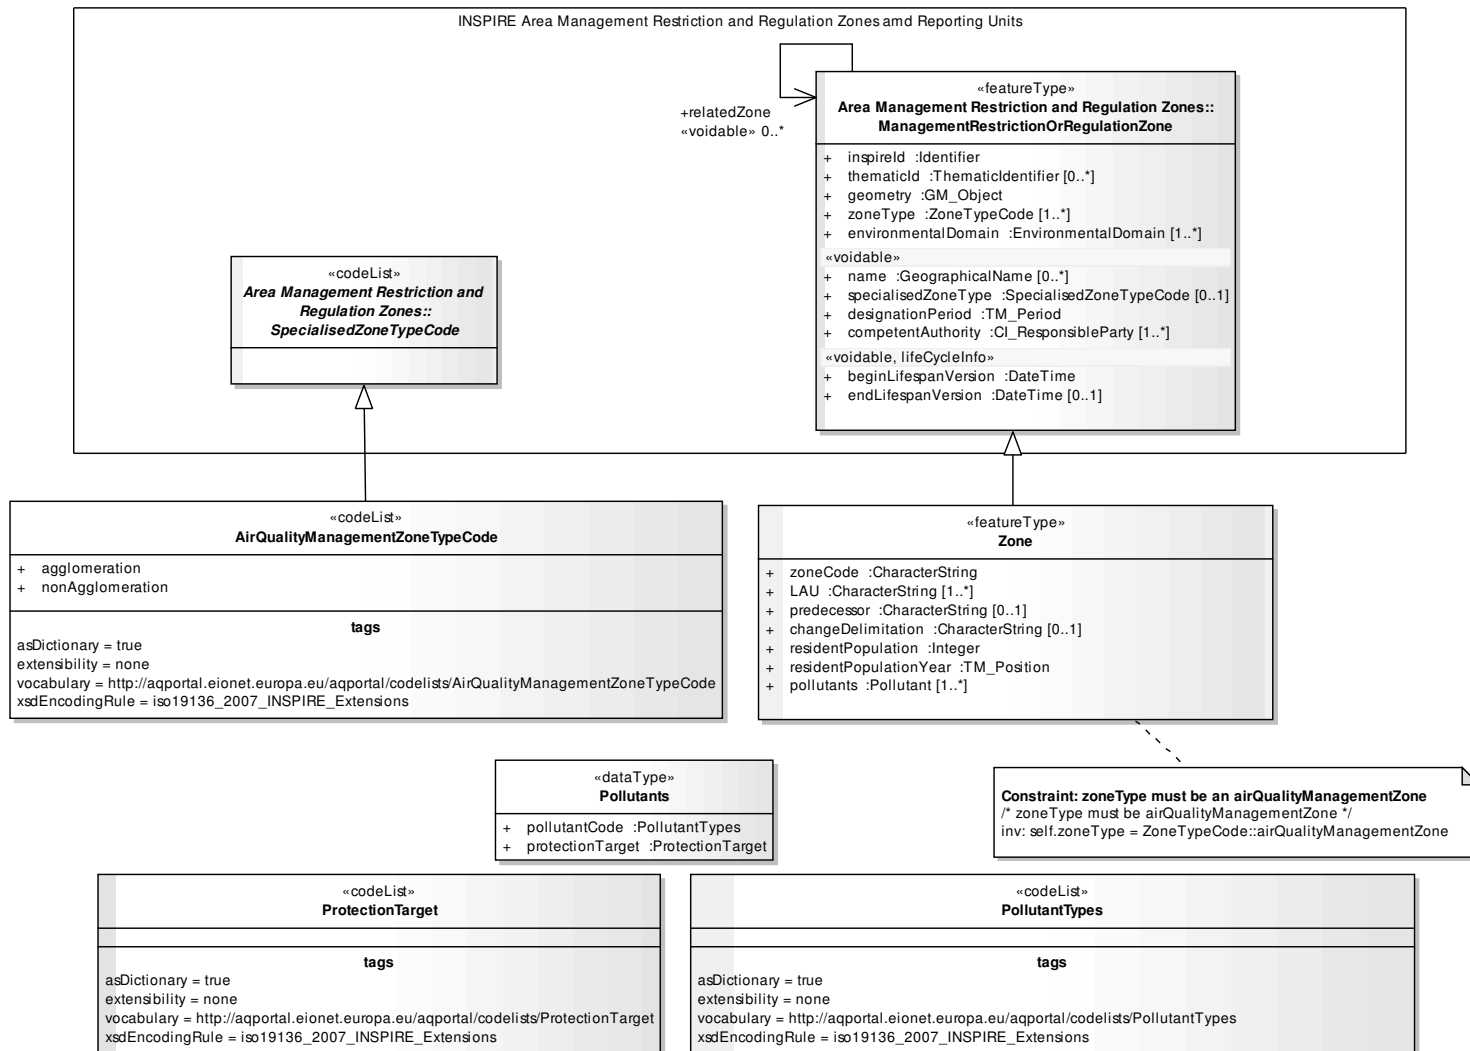 INSPIRE Area Management Restriction and Regulation Zones amd Reporting Units
+relatedZone
«voidable» 0..*
«featureType»
Area Management Restriction and Regulation Zones::
ManagementRestrictionOrRegulationZone
+ inspireId :Identifier
+ thematicId :ThematicIdentifier [0..*]
+ geometry :GM_Object
+ zoneType :ZoneTypeCode [1..*]
+ environmentalDomain :EnvironmentalDomain [1..*]
«voidable»
+ name :GeographicalName [0..*]
+ specialisedZoneType :SpecialisedZoneTypeCode [0..1]
+ designationPeriod :TM_Period
+ competentAuthority :CI_ResponsibleParty [1..*]
«voidable, lifeCycleInfo»
+ beginLifespanVersion :DateTime
+ endLifespanVersion :DateTime [0..1]
«codeList»
Area Management Restriction and
Regulation Zones::
SpecialisedZoneTypeCode
«codeList»
AirQualityManagementZoneTypeCode
+ agglomeration
+ nonAgglomeration
tags
asDictionary = true
extensibility = none
vocabulary = http://aqportal.eionet.europa.eu/aqportal/codelists/AirQualityManagementZoneTypeCode
xsdEncodingRule = iso19136_2007_INSPIRE_Extensions
«featureType»
Zone
+ zoneCode :CharacterString
+ LAU :CharacterString [1..*]
+ predecessor :CharacterString [0..1]
+ changeDelimitation :CharacterString [0..1]
+ residentPopulation :Integer
+ residentPopulationYear :TM_Position
+ pollutants :Pollutant [1..*]
«dataType»
Pollutants
+ pollutantCode :PollutantTypes
+ protectionTarget :ProtectionTarget
Constraint: zoneType must be an airQualityManagementZone
/* zoneType must be airQualityManagementZone */
inv: self.zoneType = ZoneTypeCode::airQualityManagementZone
«codeList»
ProtectionTarget
tags
asDictionary = true
extensibility = none
vocabulary = http://aqportal.eionet.europa.eu/aqportal/codelists/ProtectionTarget
xsdEncodingRule = iso19136_2007_INSPIRE_Extensions
«codeList»
PollutantTypes
tags
asDictionary = true
extensibility = none
vocabulary = http://aqportal.eionet.europa.eu/aqportal/codelists/PollutantTypes
xsdEncodingRule = iso19136_2007_INSPIRE_Extensions